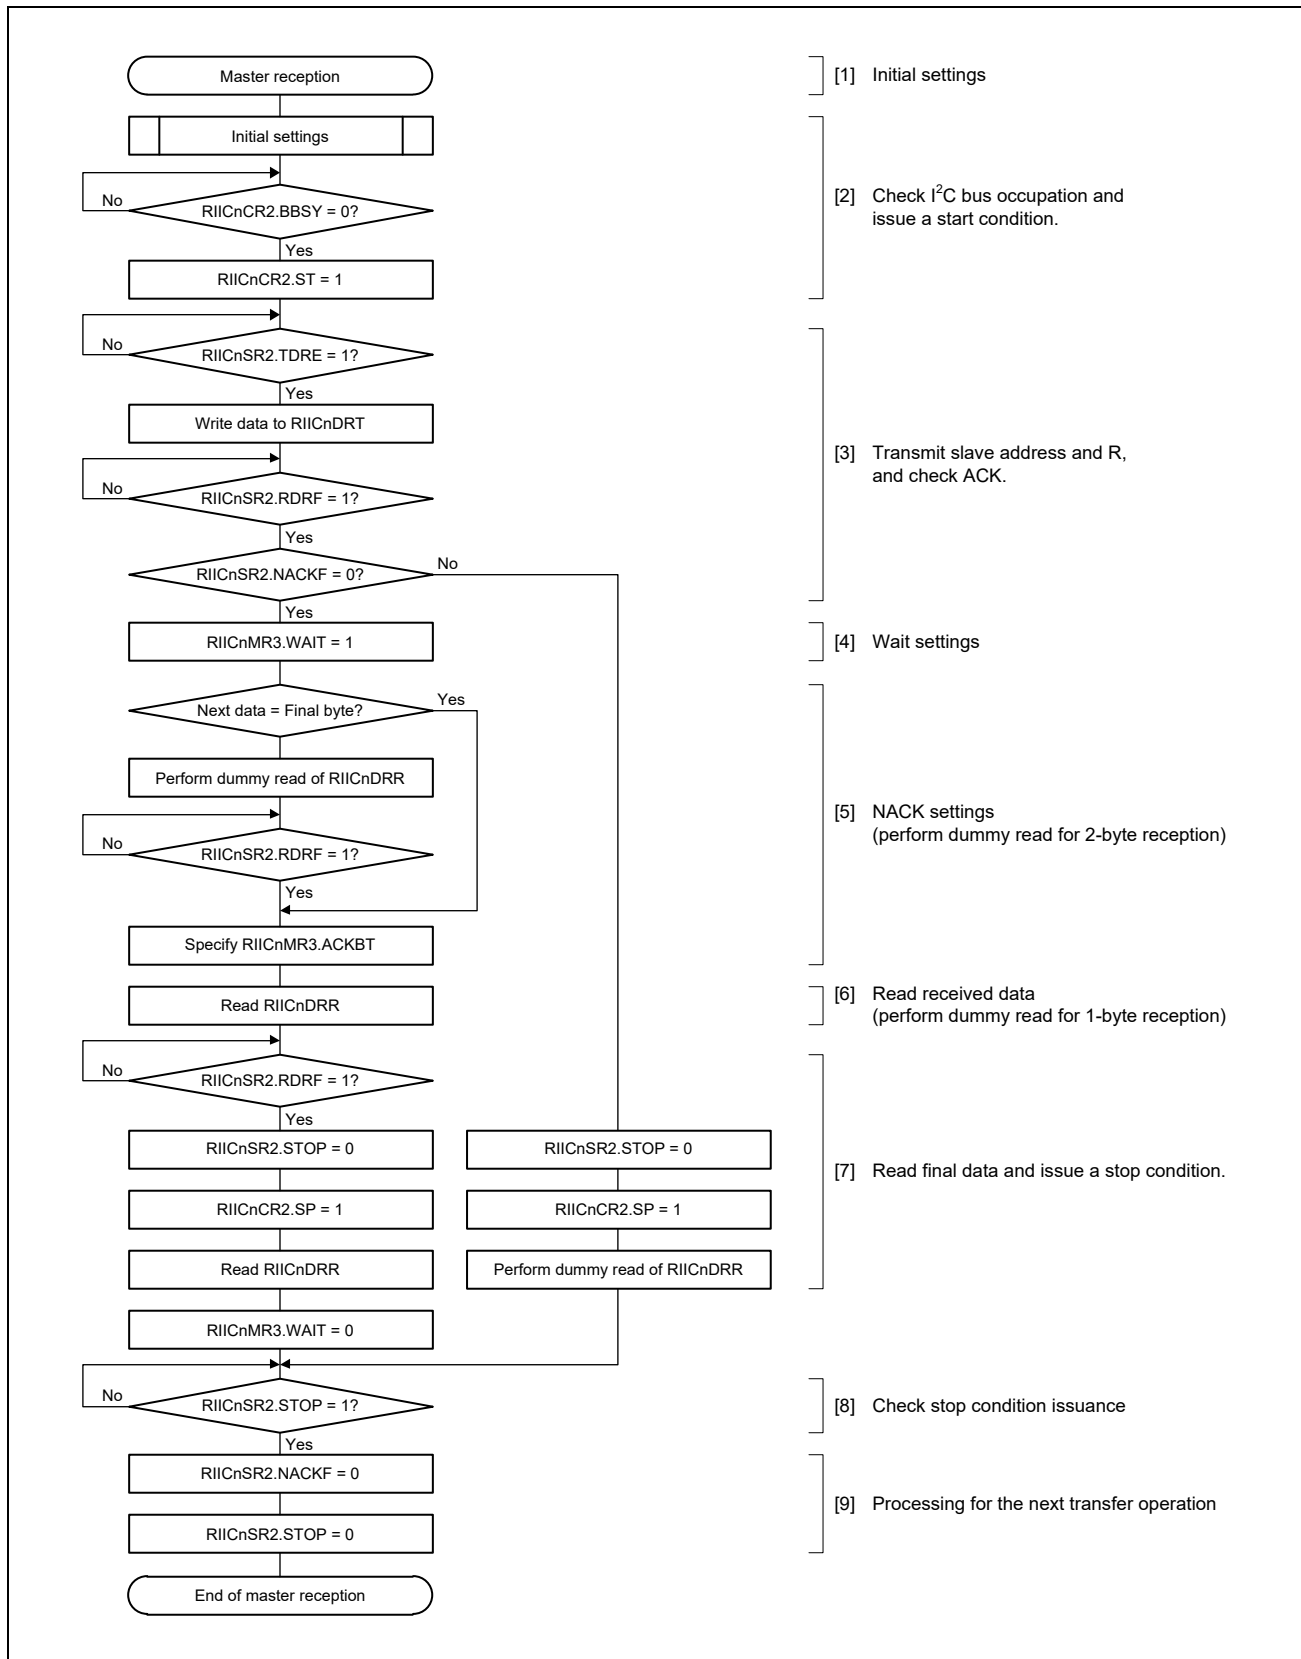 Master reception
[1] Initial settings
Initial settings
No
RIICnCR2.BBSY = 0?
[2] Check I²C bus occupation and
issue a start condition.
Yes
RIICnCR2.ST = 1
No
RIICnSR2.TDRE = 1?
Yes
Write data to RIICnDRT
[3] Transmit slave address and R,
and check ACK.
No
RIICnSR2.RDRF = 1?
Yes
RIICnSR2.NACKF = 0?
No
Yes
RIICnMR3.WAIT = 1
[4] Wait settings
Next data = Final byte?
Yes
Perform dummy read of RIICnDRR
[5] NACK settings
(perform dummy read for 2-byte reception)
No
RIICnSR2.RDRF = 1?
Yes
Specify RIICnMR3.ACKBT
Read RIICnDRR
[6] Read received data
(perform dummy read for 1-byte reception)
No
RIICnSR2.RDRF = 1?
Yes
RIICnSR2.STOP = 0
RIICnSR2.STOP = 0
[7] Read final data and issue a stop condition.
RIICnCR2.SP = 1
RIICnCR2.SP = 1
Read RIICnDRR
Perform dummy read of RIICnDRR
RIICnMR3.WAIT = 0
No
RIICnSR2.STOP = 1?
[8] Check stop condition issuance
Yes
RIICnSR2.NACKF = 0
[9] Processing for the next transfer operation
RIICnSR2.STOP = 0
End of master reception